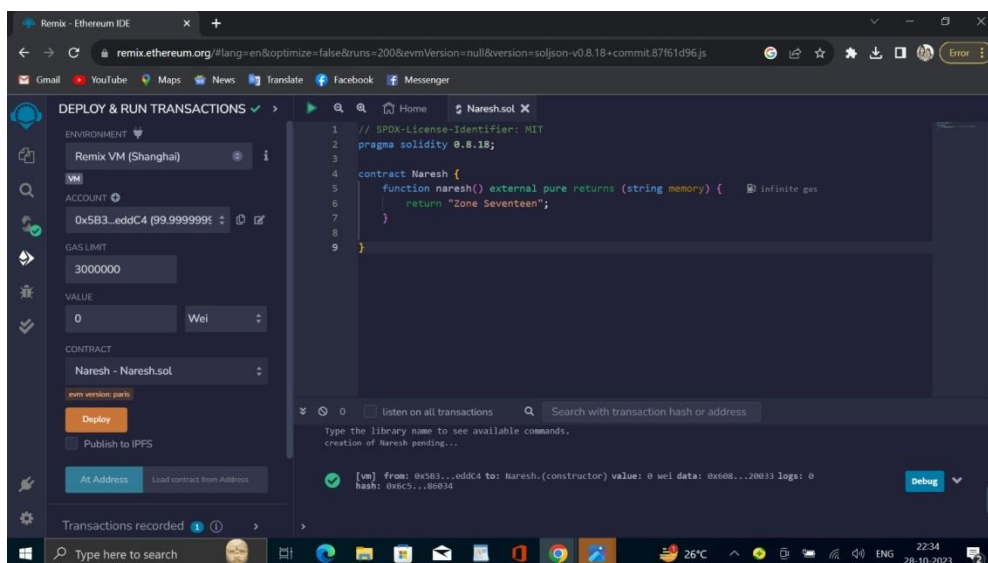 Remix - Ethereum IDE
remix.ethereum.org/#lang=en&optimize=false&runs=200&evmVersion=null&version=soljson-v0.8.18+commit.87f61d96.js
Error
Gmail YouTube Maps News Translate Facebook Messenger
DEPLOY & RUN TRANSACTIONS
ENVIRONMENT
Remix VM (Shanghai)
VM
ACCOUNT
0x5B3...eddC4 (99.9999999
GAS LIMIT
3000000
VALUE
0 Wei
CONTRACT
Naresh - Naresh.sol
evm version: paris
Deploy
Publish to IPFS
At Address Load contract from Address
Transactions recorded 1
Home Naresh.sol
1 // SPDX-License-Identifier: MIT
2 pragma solidity 0.8.18;
3
4 contract Naresh {
5 function naresh() external pure returns (string memory) { infinite gas
6 return "Zone Seventeen";
7 }
8
9 }
0 listen on all transactions Search with transaction hash or address
Type the library name to see available commands.
creation of Naresh pending...
[vm] from: 0x5B3...eddC4 to: Naresh.(constructor) value: 0 wei data: 0x608...20033 logs: 0
hash: 0x6c5...86034
Debug
>
Type here to search
26°C
ENG
22:34
28-10-2023
2